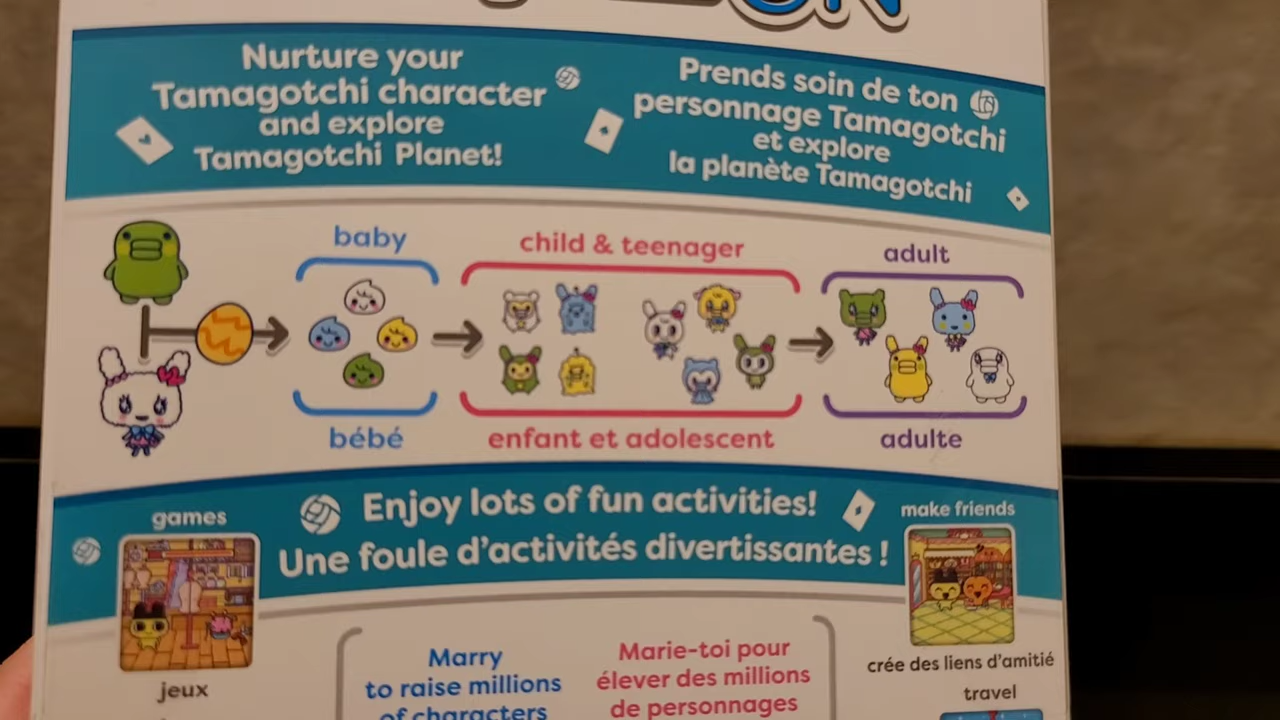 ON
Nurture your
Tamagotchi character
and explore
Tamagotchi Planet!
Prends soin de ton
personnage Tamagotchi
et explore
la planète Tamagotchi
baby
child & teenager
adult
bébé
enfant et adolescent
adulte
Enjoy lots of fun activities!
Une foule d'activités divertissantes !
games
jeux
make friends
crée des liens d'amitié
travel
Marry
to raise millions
of characters
Marie-toi pour
élever des millions
de personnages